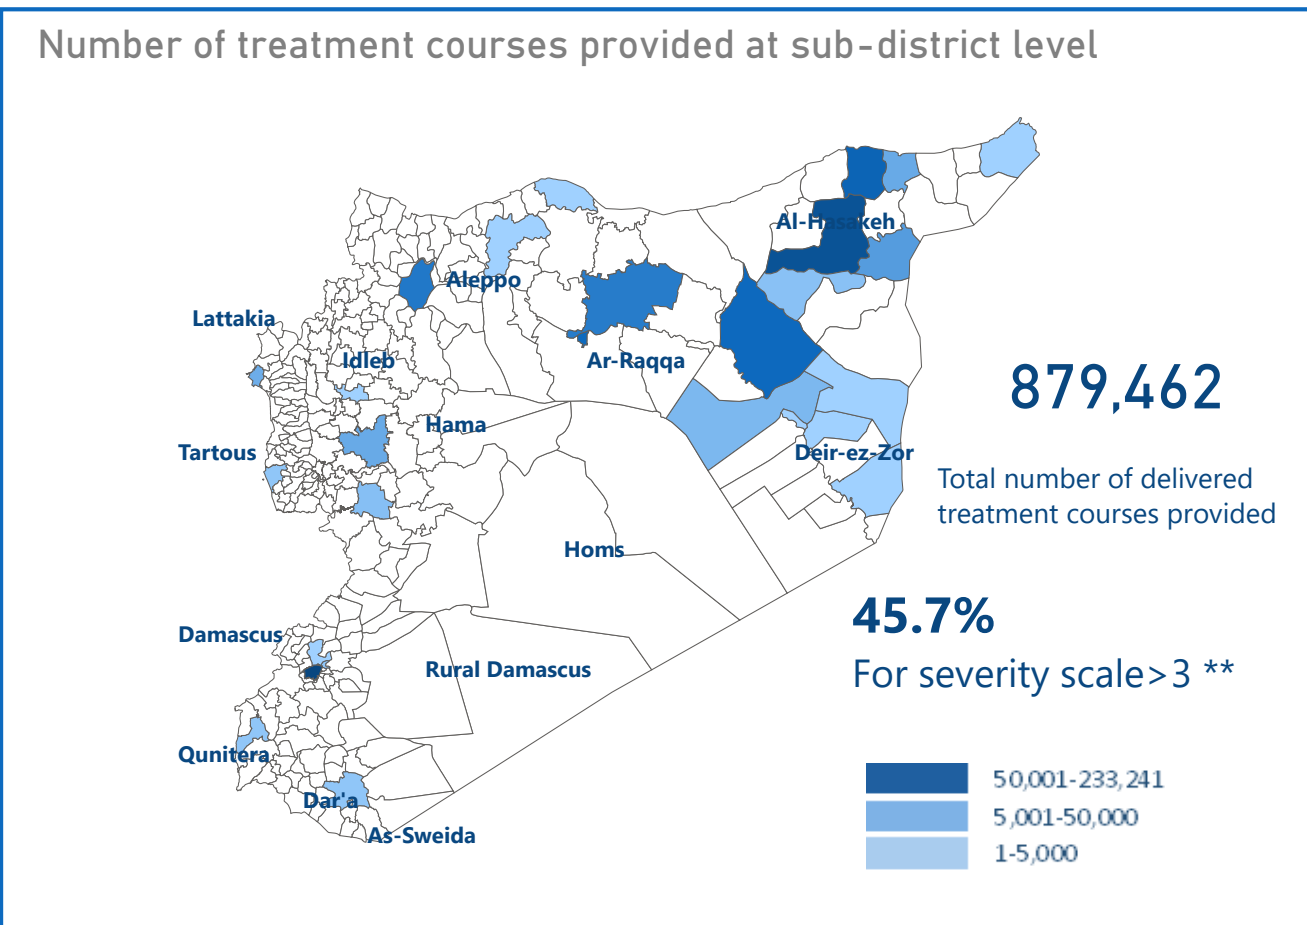 Number of treatment courses provided at sub-district level
Al-Hasakeh
Aleppo
Lattakia
Idleb
Ar-Raqqa
879,462
Hama
Tartous
Deir-ez-Zor
Total number of delivered
treatment courses provided
Homs
45.7%
For severity scale>3 **
Damascus
Rural Damascus
Qunitera
50,001-233,241
5,001-50,000
1-5,000
Dar'a
As-Sweida